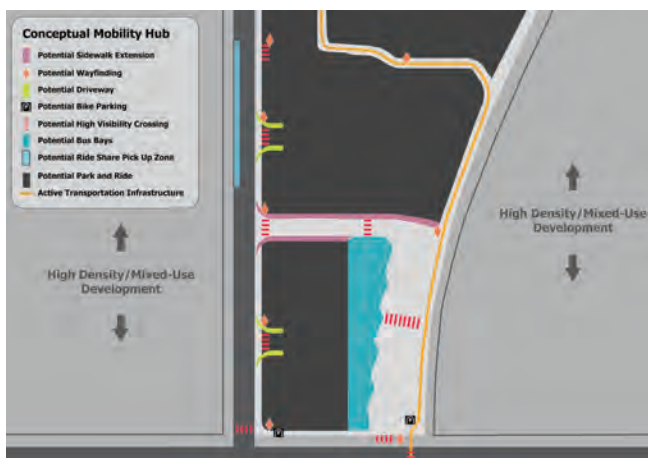 Conceptual Mobility Hub
Potential Sidewalk Extension
Potential Wayfinding
Potential Driveway
Potential Bike Parking
Potential High Visibility Crossing
Potential Bus Bays
Potential Ride Share Pick Up Zone
Potential Park and Ride
Active Transportation Infrastructure
High Density/Mixed-Use
Development
High Density/Mixed-Use
Development